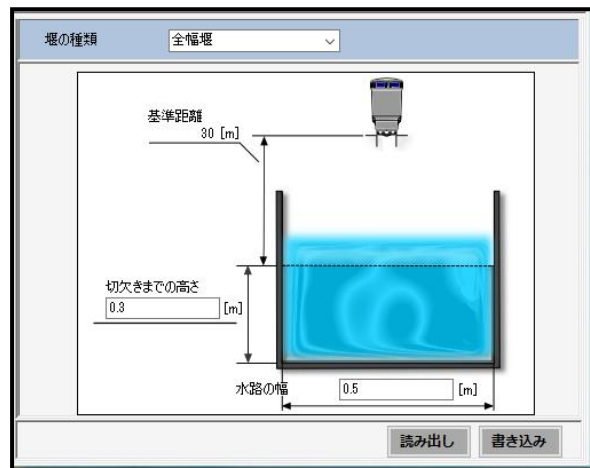 堰の種類 全幅堰
基準距離
30 [m]
切欠きまでの高さ
0.3 [m]
水路の幅 0.5 [m]
読み出し 書き込み